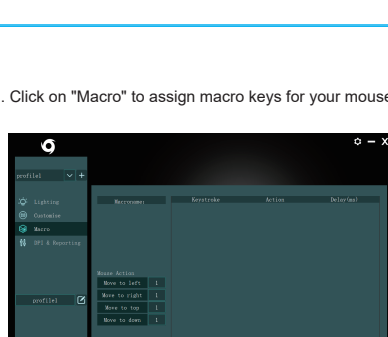 . Click on "Macro" to assign macro keys for your mouse
profile1
Lighting
Customise
Macro
DPI & Reporting
profile1
Macroname:
Keystroke Action Delay(ms)
Mouse Action
Move to left 1
Move to right 1
Move to top 1
Move to down 1